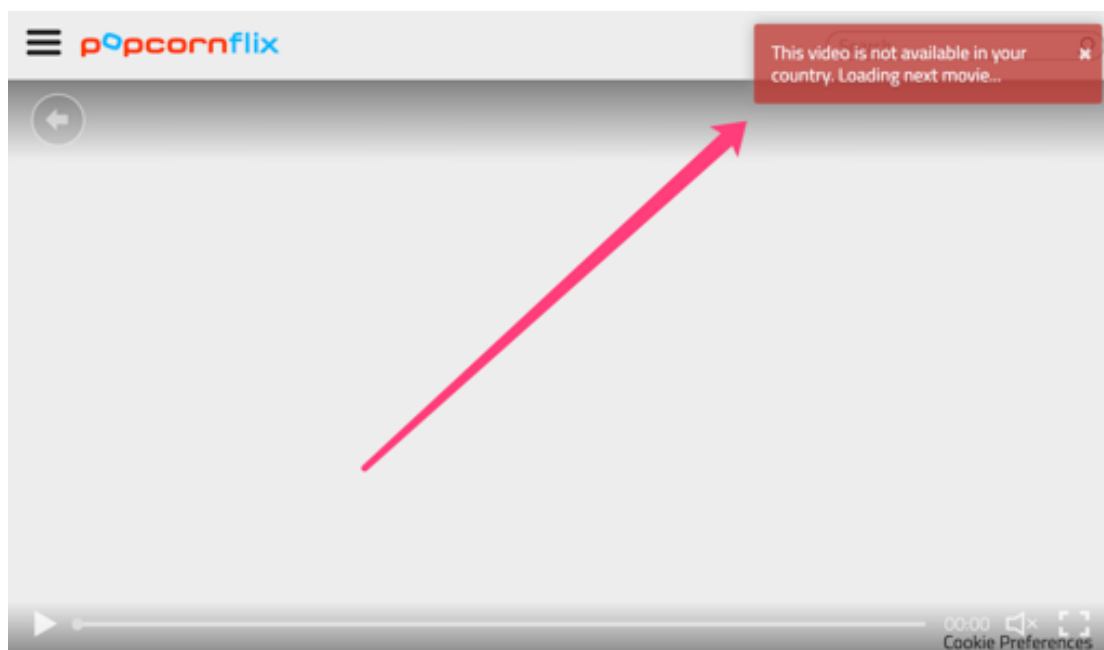 popcornflix
This video is not available in your
country. Loading next movie...
00:00
Cookie Preferences